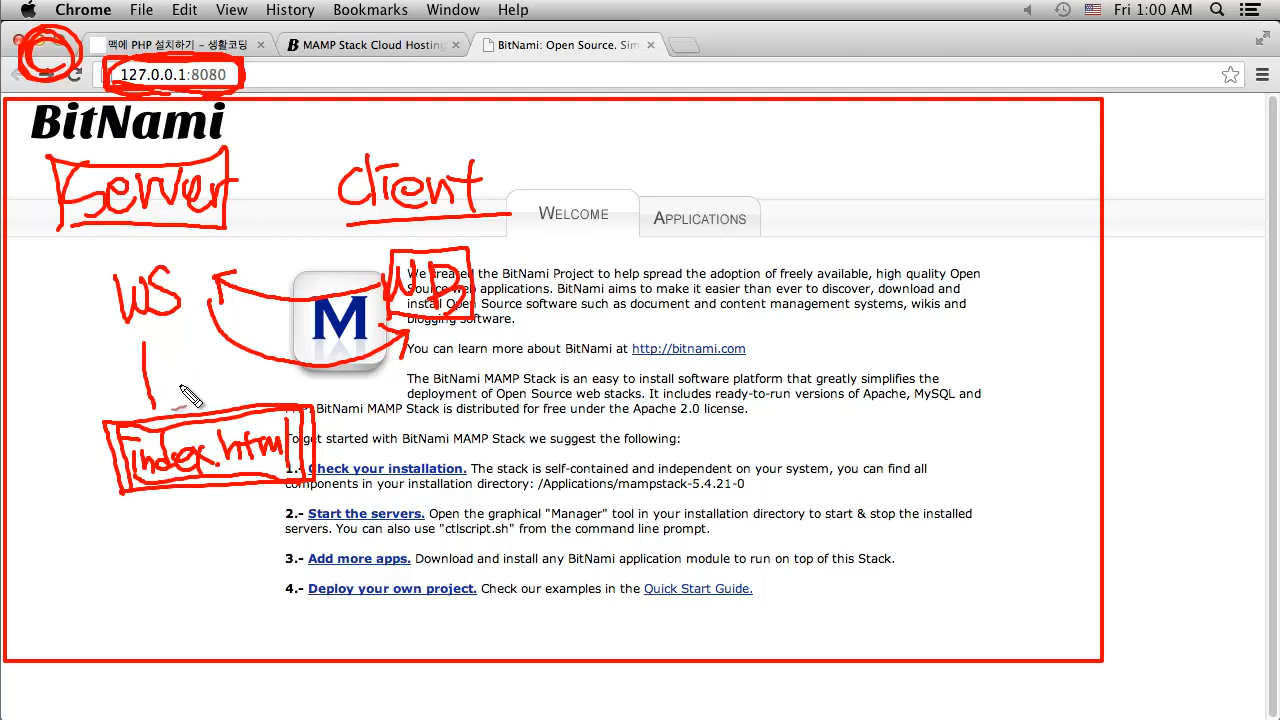 Chrome File Edit View History Bookmarks Window Help Fri 1:00 AM
맥에 PHP 설치하기 – 생활코딩 MAMP Stack Cloud Hosting BitNami: Open Source. Sim
127.0.0.1:8080
BitNami
Server client
WELCOME APPLICATIONS
WS WB
We created the BitNami Project to help spread the adoption of freely available, high quality Open
Source web applications. BitNami aims to make it easier than ever to discover, download and
install Open Source software such as document and content management systems, wikis and
blogging software.
M
You can learn more about BitNami at http://bitnami.com
The BitNami MAMP Stack is an easy to install software platform that greatly simplifies the
deployment of Open Source web stacks. It includes ready-to-run versions of Apache, MySQL and
PHP. BitNami MAMP Stack is distributed for free under the Apache 2.0 license.
index.html
To get started with BitNami MAMP Stack we suggest the following:
1.- Check your installation. The stack is self-contained and independent on your system, you can find all
components in your installation directory: /Applications/mampstack-5.4.21-0
2.- Start the servers. Open the graphical "Manager" tool in your installation directory to start & stop the installed
servers. You can also use "ctlscript.sh" from the command line prompt.
3.- Add more apps. Download and install any BitNami application module to run on top of this Stack.
4.- Deploy your own project. Check our examples in the Quick Start Guide.